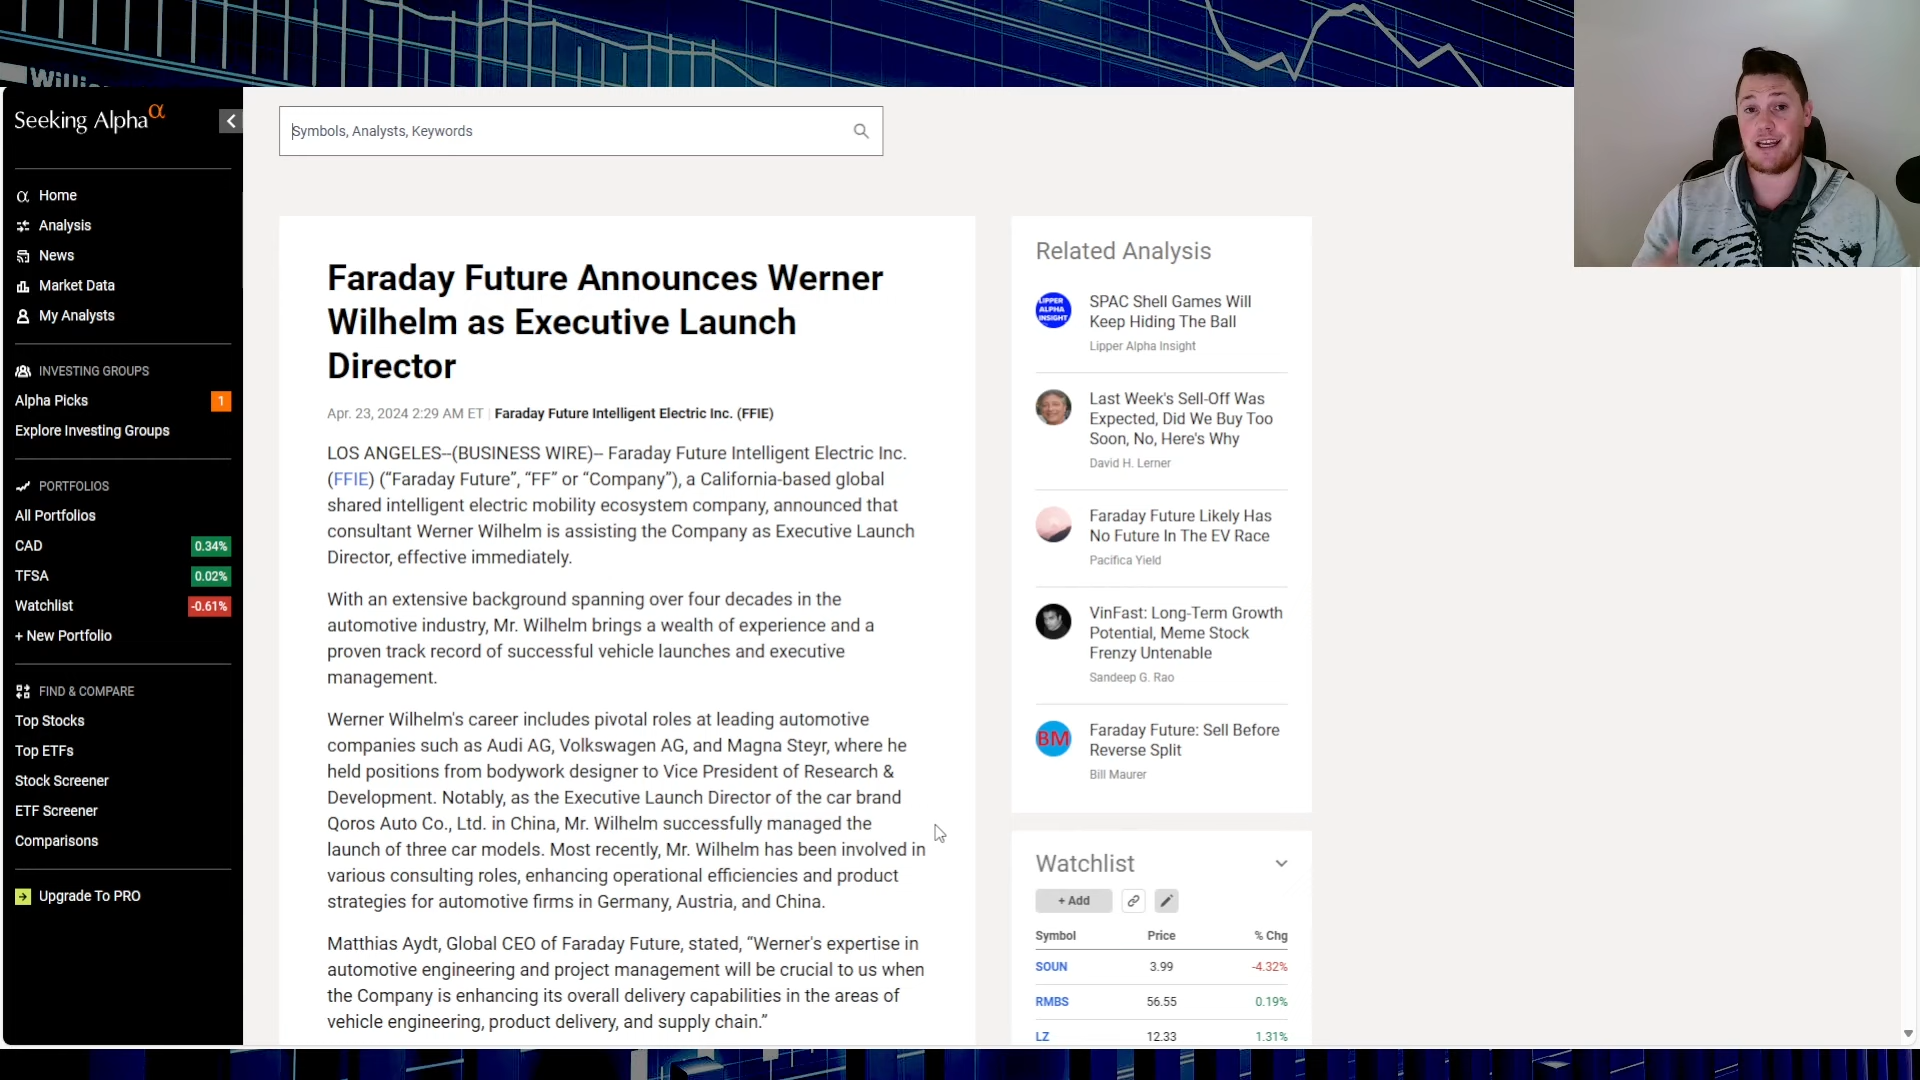 Seeking Alphaα
Home
Analysis
News
Market Data
My Analysts
INVESTING GROUPS
Alpha Picks 1
Explore Investing Groups
PORTFOLIOS
All Portfolios
CAD 0.34%
TFSA 0.02%
Watchlist -0.61%
+ New Portfolio
FIND & COMPARE
Top Stocks
Top ETFs
Stock Screener
ETF Screener
Comparisons
Upgrade To PRO
Symbols, Analysts, Keywords
Faraday Future Announces Werner
Wilhelm as Executive Launch
Director
Apr. 23, 2024 2:29 AM ET | Faraday Future Intelligent Electric Inc. (FFIE)
LOS ANGELES--(BUSINESS WIRE)-- Faraday Future Intelligent Electric Inc.
(FFIE) (“Faraday Future”, “FF” or “Company”), a California-based global
shared intelligent electric mobility ecosystem company, announced that
consultant Werner Wilhelm is assisting the Company as Executive Launch
Director, effective immediately.
With an extensive background spanning over four decades in the
automotive industry, Mr. Wilhelm brings a wealth of experience and a
proven track record of successful vehicle launches and executive
management.
Werner Wilhelm's career includes pivotal roles at leading automotive
companies such as Audi AG, Volkswagen AG, and Magna Steyr, where he
held positions from bodywork designer to Vice President of Research &
Development. Notably, as the Executive Launch Director of the car brand
Qoros Auto Co., Ltd. in China, Mr. Wilhelm successfully managed the
launch of three car models. Most recently, Mr. Wilhelm has been involved in
various consulting roles, enhancing operational efficiencies and product
strategies for automotive firms in Germany, Austria, and China.
Matthias Aydt, Global CEO of Faraday Future, stated, “Werner's expertise in
automotive engineering and project management will be crucial to us when
the Company is enhancing its overall delivery capabilities in the areas of
vehicle engineering, product delivery, and supply chain.”
Related Analysis
LIPPER
ALPHA
INSIGHT
SPAC Shell Games Will
Keep Hiding The Ball
Lipper Alpha Insight
Last Week's Sell-Off Was
Expected, Did We Buy Too
Soon, No, Here's Why
David H. Lerner
Faraday Future Likely Has
No Future In The EV Race
Pacifica Yield
VinFast: Long-Term Growth
Potential, Meme Stock
Frenzy Untenable
Sandeep G. Rao
BM
Faraday Future: Sell Before
Reverse Split
Bill Maurer
Watchlist
+ Add
Symbol Price % Chg
SOUN 3.99 -4.32%
RMBS 56.55 0.19%
LZ 12.33 1.31%